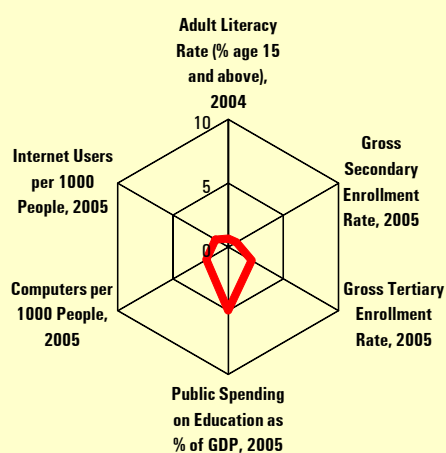 Adult Literacy
Rate (% age 15
and above),
2004
10
5
0
Gross
Secondary
Enrollment
Rate, 2005
Gross Tertiary
Enrollment
Rate, 2005
Public Spending
on Education as
% of GDP, 2005
Computers per
1000 People,
2005
Internet Users
per 1000
People, 2005